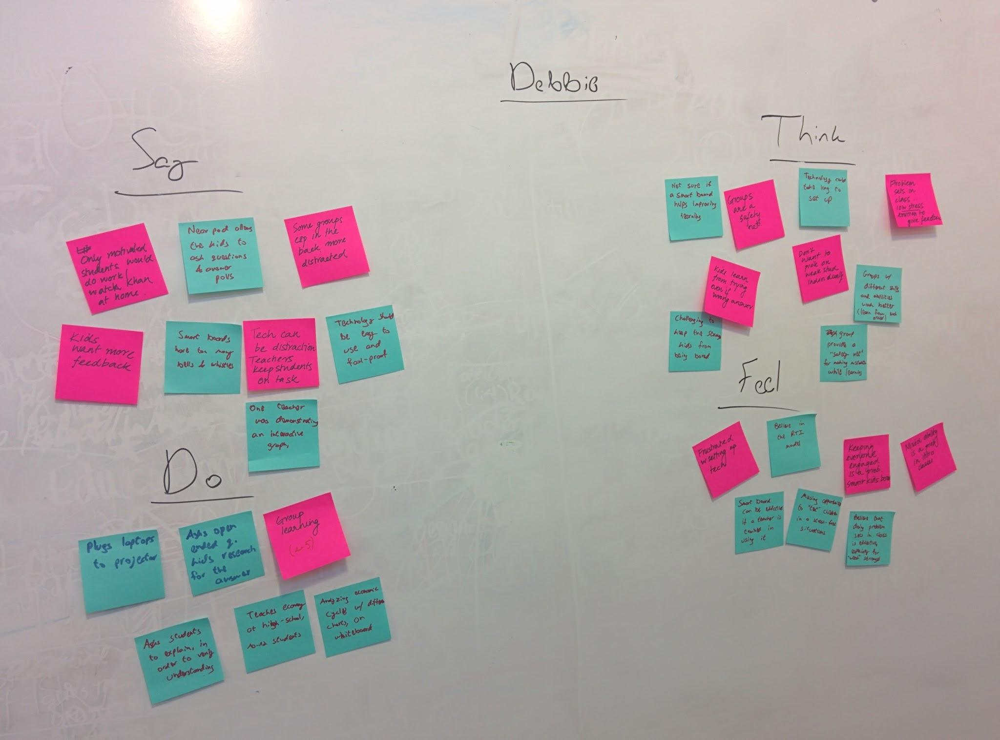 Debbie
Say
Only motivated
students would
do work/
watch Khan
at home.
Near pod allows
the kids to
ask questions
& answer
polls
Some groups
esp in the
back more
distracted
Kids
want more
feedback
Smart boards
have too many
bells & whistles
Tech can
be distraction
Teachers
keep students
on task
Technology should
be easy to
use and
fool-proof
One teacher
was demonstrating
an interactive
graph,
Do
Plugs laptops
to projector
Asks open
ended q.
kids research
for the
answer
Group
learning
Asks students
to explain, in
order to verify
understanding
Teaches economy
at high-school,
10-12 students
Analyzing economic
cycles w/
charts, on
whiteboard
Think
Not sure if
a smart board
helps improving
learning
Groups
are a
safety
net.
Technology
take long to
set up
Problem
sets in
class
low stress
environ to
give feedback
Kids learn
from trying
even if
wrong answer
Don't
want to
pick on
weak stud
individually
Groups w/
different skills
and abilities
work better
(learn from each
other)
Challenging to
keep the strong
kids from
being bored
group
provide a
"safety net"
for making mistakes
while learning
Feel
Frustrated
w setting up
tech
Believe in
the RTI
model
Keeping
everyone
engaged
is a prob.
smart kids bored
Mixed ability
is a prob
in intro
classes
Smart board
can be effective
if a teacher is
trained in
using it
Missing opportunity
to "test" children
in a stress-free
situations
Believe that
doing problem
sets in class
is effective,
especially for
"weak"